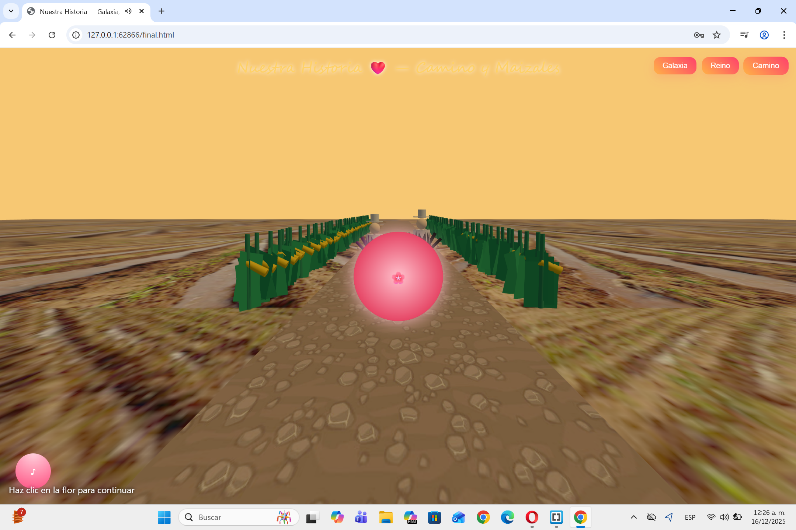 Nuestra Historia — Galaxia
127.0.0.1:62866/final.html
Nuestra Historia ❤️ — Camino y Molinos
Galaxia
Reino
Camino
Haz clic en la flor para continuar
Buscar
ESP
12:26 a. m.
16/12/2025